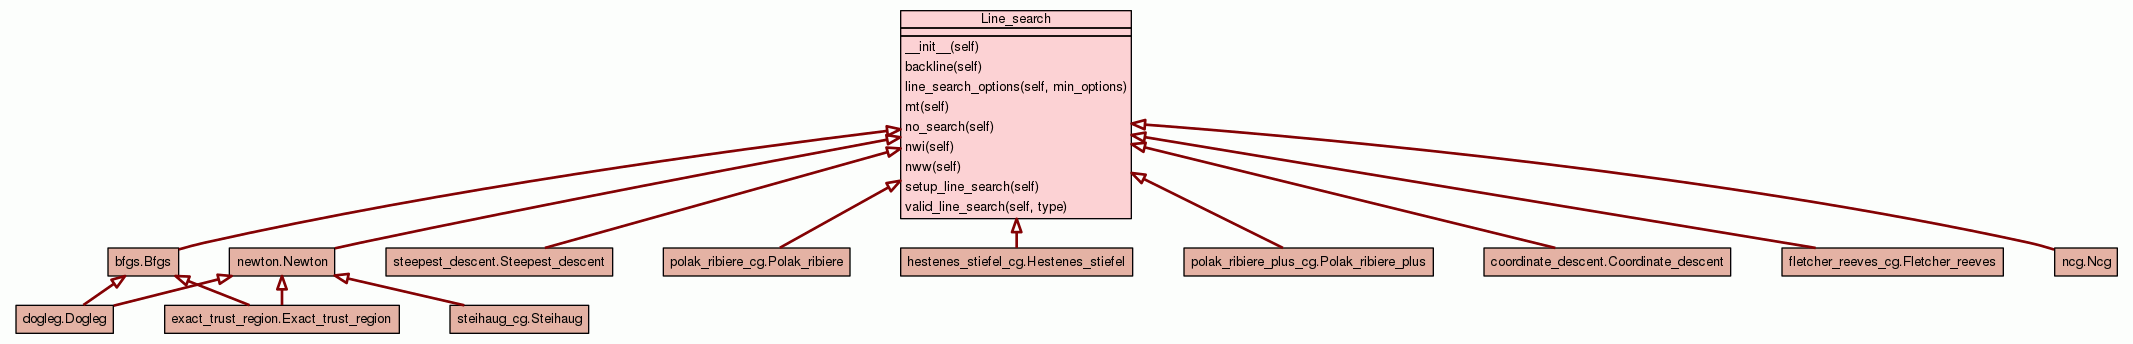 Line_search
__init__(self)
backline(self)
line_search_options(self, min_options)
mt(self)
no_search(self)
nwi(self)
nww(self)
setup_line_search(self)
valid_line_search(self, type)
bfgs.Bfgs
newton.Newton
steepest_descent.Steepest_descent
polak_ribiere_cg.Polak_ribiere
hestenes_stiefel_cg.Hestenes_stiefel
polak_ribiere_plus_cg.Polak_ribiere_plus
coordinate_descent.Coordinate_descent
fletcher_reeves_cg.Fletcher_reeves
ncg.Ncg
dogleg.Dogleg
exact_trust_region.Exact_trust_region
steihaug_cg.Steihaug